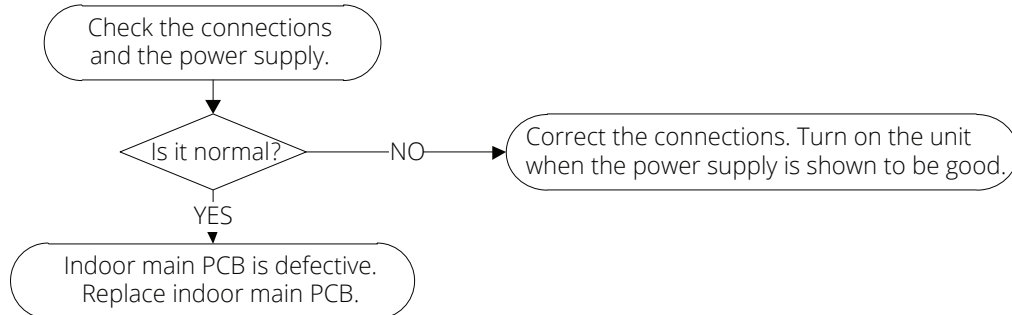 Check the connections
and the power supply.
Is it normal?
NO
Correct the connections. Turn on the unit
when the power supply is shown to be good.
YES
Indoor main PCB is defective.
Replace indoor main PCB.